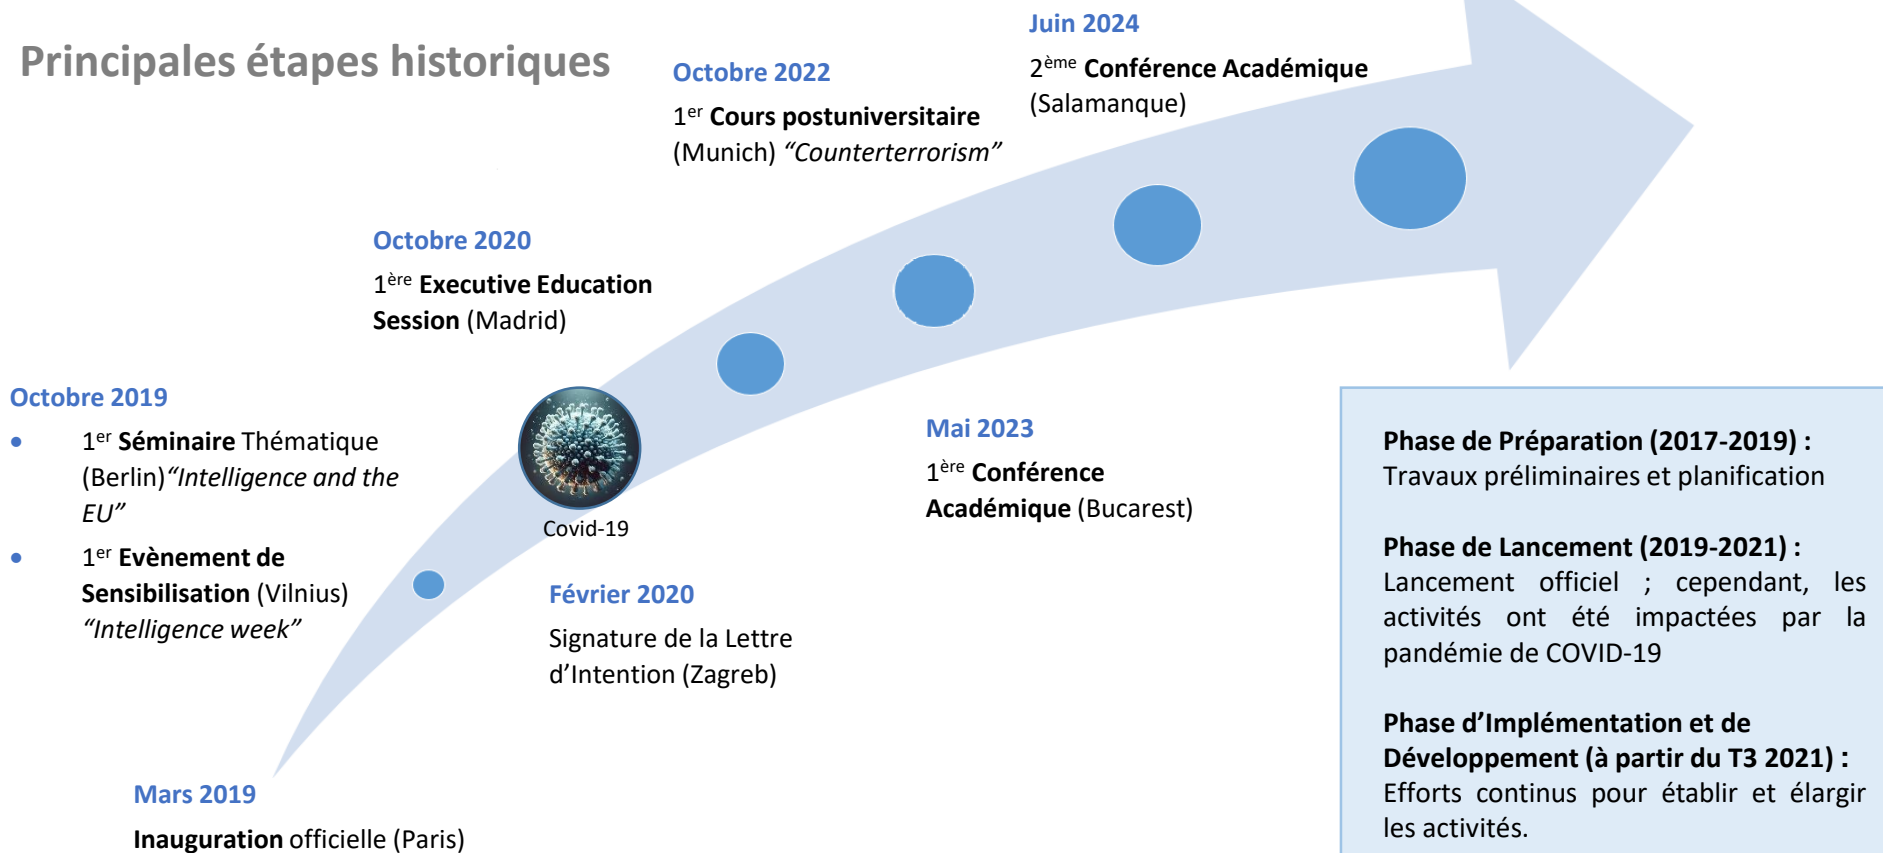 Principales étapes historiques
Juin 2024
2ème Conférence Académique
(Salamanque)
Octobre 2022
1er Cours postuniversitaire
(Munich) “Counterterrorism”
Octobre 2020
1ère Executive Education
Session (Madrid)
Octobre 2019
• 1er Séminaire Thématique
(Berlin)“Intelligence and the
EU”
• 1er Evènement de
Sensibilisation (Vilnius)
“Intelligence week”
Covid-19
Mai 2023
1ère Conférence
Académique (Bucarest)
Février 2020
Signature de la Lettre
d’Intention (Zagreb)
Mars 2019
Inauguration officielle (Paris)
Phase de Préparation (2017-2019) :
Travaux préliminaires et planification
Phase de Lancement (2019-2021) :
Lancement officiel ; cependant, les
activités ont été impactées par la
pandémie de COVID-19
Phase d’Implémentation et de
Développement (à partir du T3 2021) :
Efforts continus pour établir et élargir
les activités.